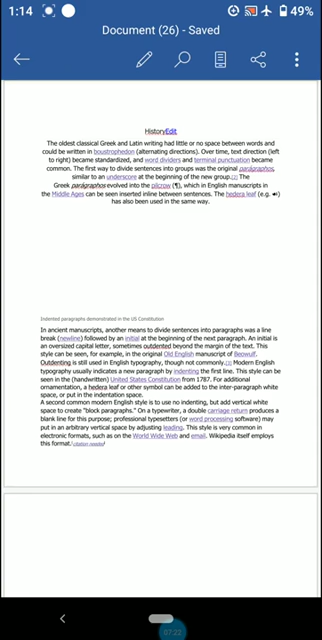 1:14
49%
Document (26) - Saved
HistoryEdit
The oldest classical Greek and Latin writing had little or no space between words and
could be written in boustrophedon (alternating directions). Over time, text direction (left
to right) became standardized, and word dividers and terminal punctuation became
common. The first way to divide sentences into groups was the original parágraphos,
similar to an underscore at the beginning of the new group.[2] The
Greek parágraphos evolved into the pilcrow (¶), which in English manuscripts in
the Middle Ages can be seen inserted inline between sentences. The hedera leaf (e.g. ☙)
has also been used in the same way.
Indented paragraphs demonstrated in the US Constitution
In ancient manuscripts, another means to divide sentences into paragraphs was a line
break (newline) followed by an initial at the beginning of the next paragraph. An initial is
an oversized capital letter, sometimes outdented beyond the margin of the text. This
style can be seen, for example, in the original Old English manuscript of Beowulf.
Outdenting is still used in English typography, though not commonly.[3] Modern English
typography usually indicates a new paragraph by indenting the first line. This style can be
seen in the (handwritten) United States Constitution from 1787. For additional
ornamentation, a hedera leaf or other symbol can be added to the inter-paragraph white
space, or put in the indentation space.
A second common modern English style is to use no indenting, but add vertical white
space to create "block paragraphs." On a typewriter, a double carriage return produces a
blank line for this purpose; professional typesetters (or word processing software) may
put in an arbitrary vertical space by adjusting leading. This style is very common in
electronic formats, such as on the World Wide Web and email. Wikipedia itself employs
this format.[citation needed]
07:22